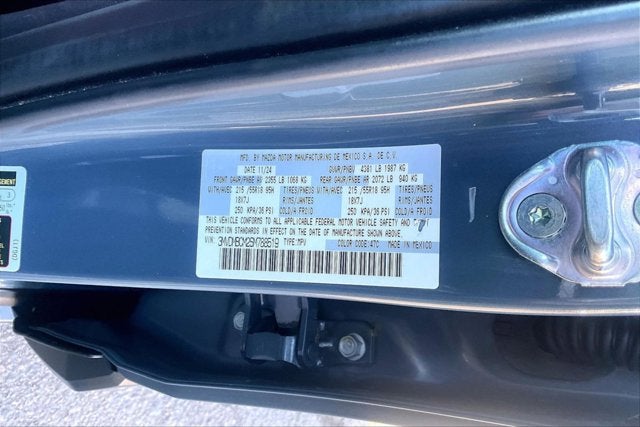 MFD. BY MAZDA MOTOR MANUFACTURING DE MEXICO S.A. DE C.V.
DATE 11/24 GVWR/PNBV 4381 LB 1987 KG
FRONT GAWR/PNBE AV 2355 LB 1068 KG REAR GAWR/PNBE AR 2072 LB 940 KG
WITH/AVEC 215/55R18 95H TIRES/PNEUS WITH/AVEC 215/55R18 95H TIRES/PNEUS
18X7J RIMS/JANTES 18X7J RIMS/JANTES
250 KPA/36 PSI COLD/A FROID 250 KPA/36 PSI COLD/A FROID
THIS VEHICLE CONFORMS TO ALL APPLICABLE FEDERAL MOTOR VEHICLE SAFETY AND THEFT
PREVENTION STANDARDS IN EFFECT ON THE DATE OF MANUFACTURE SHOWN ABOVE.
VIN: TYPE:MPV COLOR CODE:47C MADE IN MEXICO